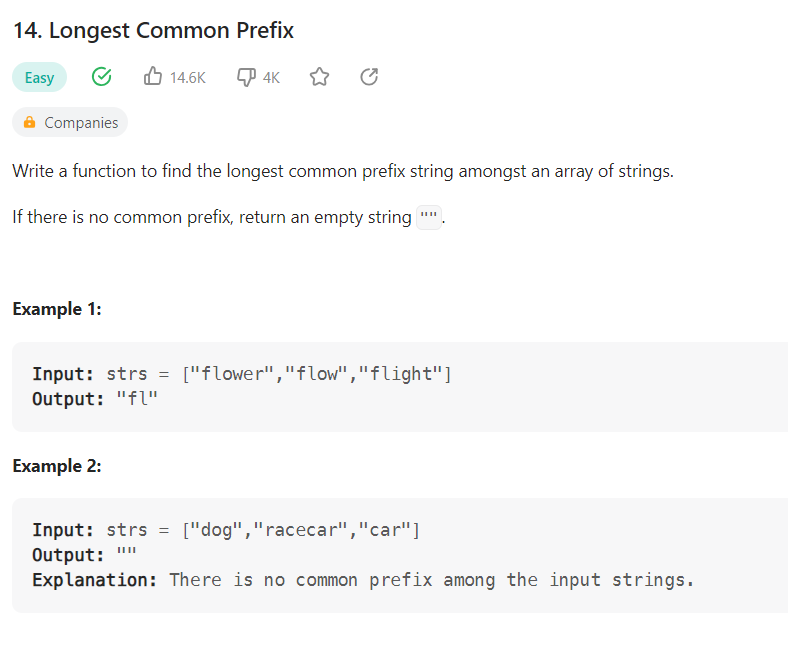 14. Longest Common Prefix
Easy 14.6K 4K
Companies
Write a function to find the longest common prefix string amongst an array of strings.
If there is no common prefix, return an empty string "".
Example 1:
Input: strs = ["flower","flow","flight"]
Output: "fl"
Example 2:
Input: strs = ["dog","racecar","car"]
Output: ""
Explanation: There is no common prefix among the input strings.